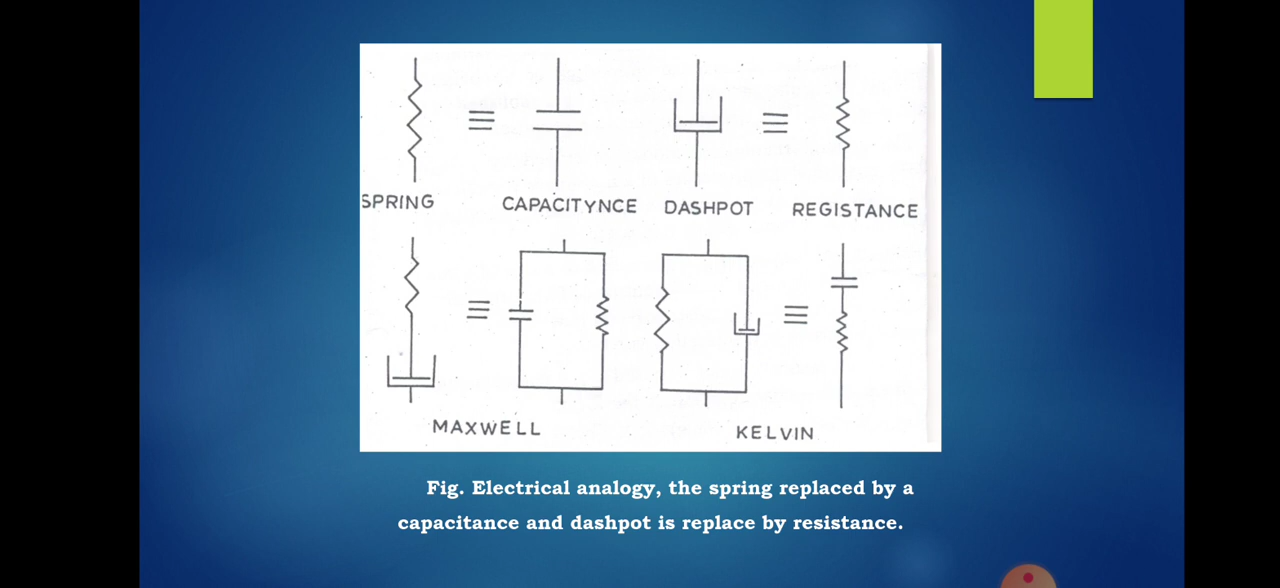 SPRING CAPACITYNCE DASHPOT REGISTANCE
MAXWELL KELVIN
Fig. Electrical analogy, the spring replaced by a
capacitance and dashpot is replace by resistance.